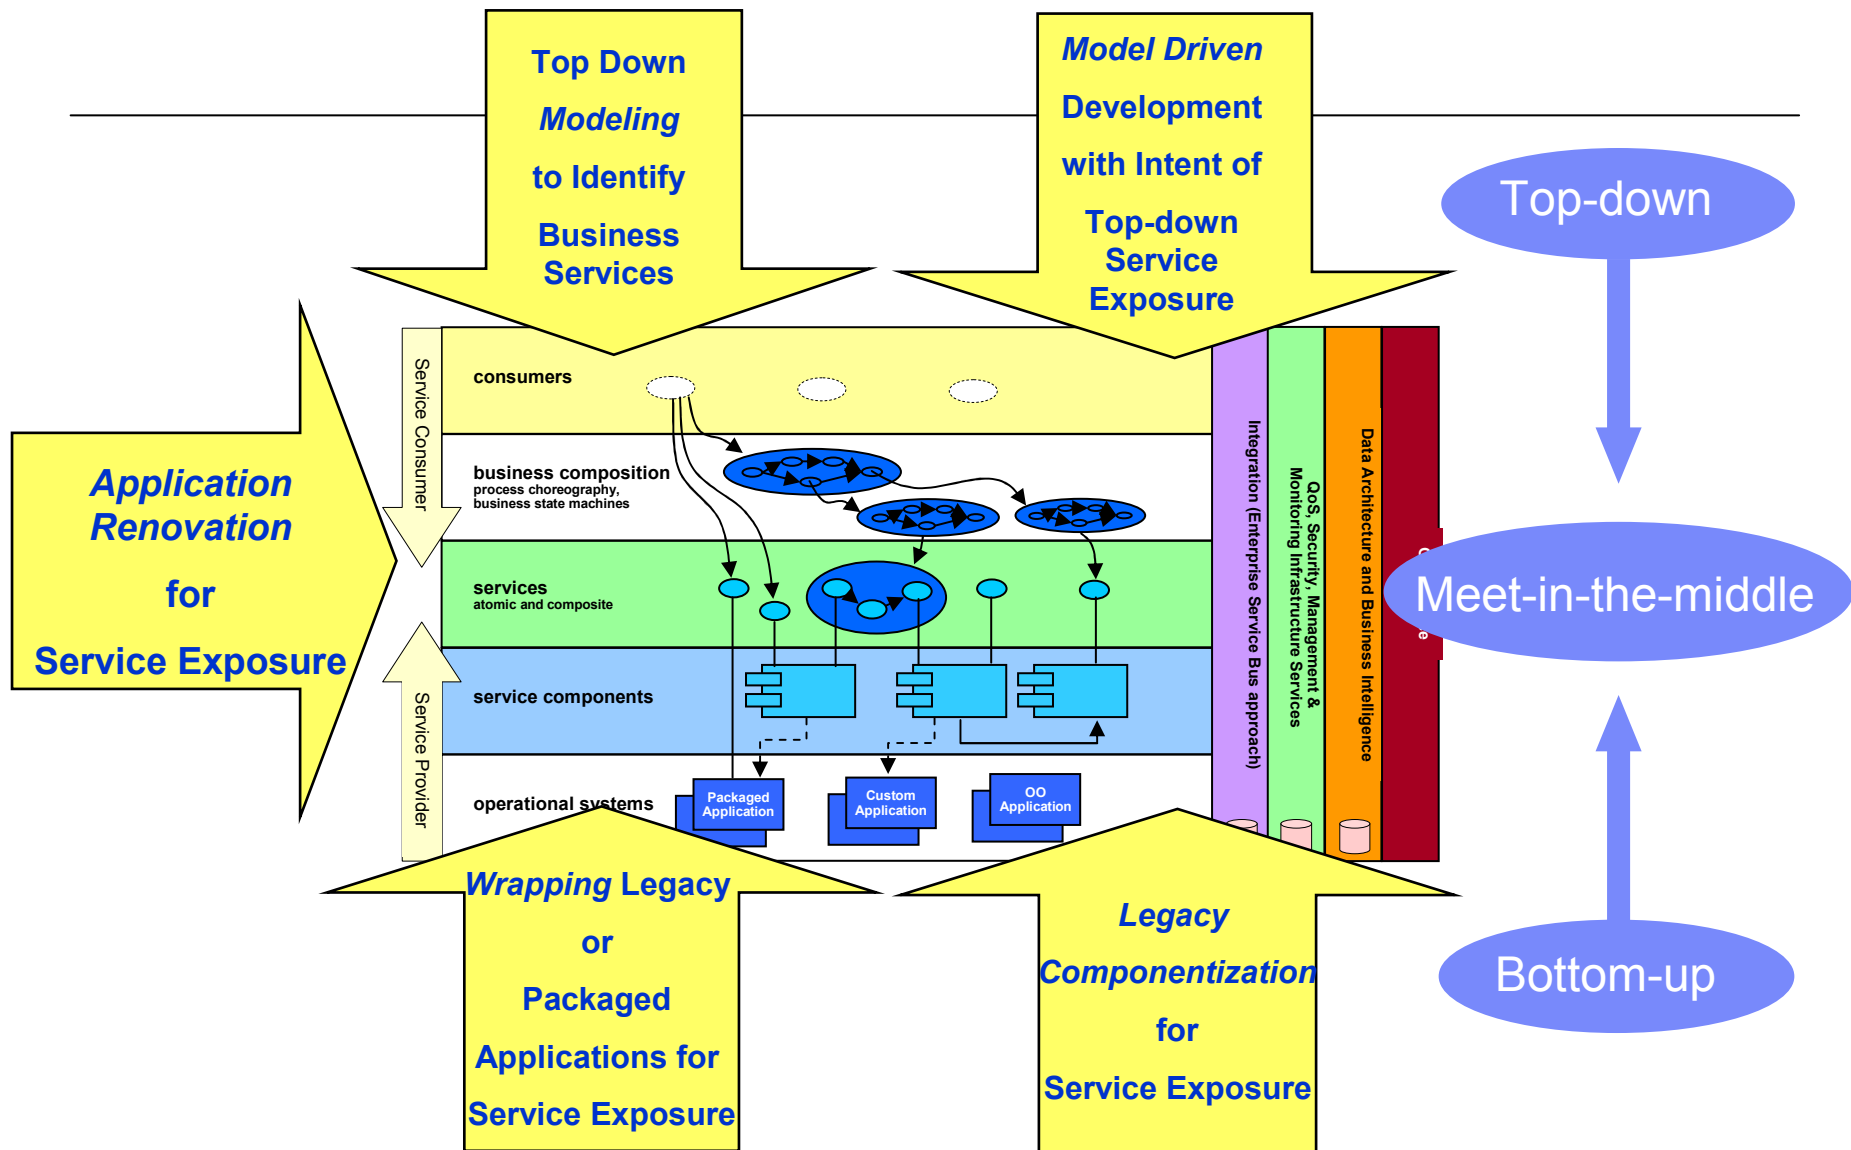 Top Down
Modeling
to Identify
Business
Services
Model Driven
Development
with Intent of
Top-down
Service
Exposure
Top-down
Application
Renovation
for
Service Exposure
Service Consumer
Service Provider
consumers
business composition
process choreography,
business state machines
services
atomic and composite
service components
operational systems
Packaged
Application
Custom
Application
OO
Application
Integration (Enterprise Service Bus approach)
QoS, Security, Management &
Monitoring Infrastructure Services
Data Architecture and Business Intelligence
Meet-in-the-middle
Bottom-up
Wrapping Legacy
or
Packaged
Applications for
Service Exposure
Legacy
Componentization
for
Service Exposure